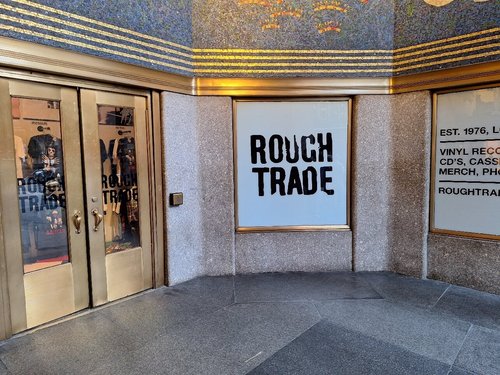 ROUGH
TRADE
ROUGH
TRADE
ROUGH
TRADE
EST. 1976, L
VINYL RECO
CD'S, CASS
MERCH, PHO
ROUGHTRA